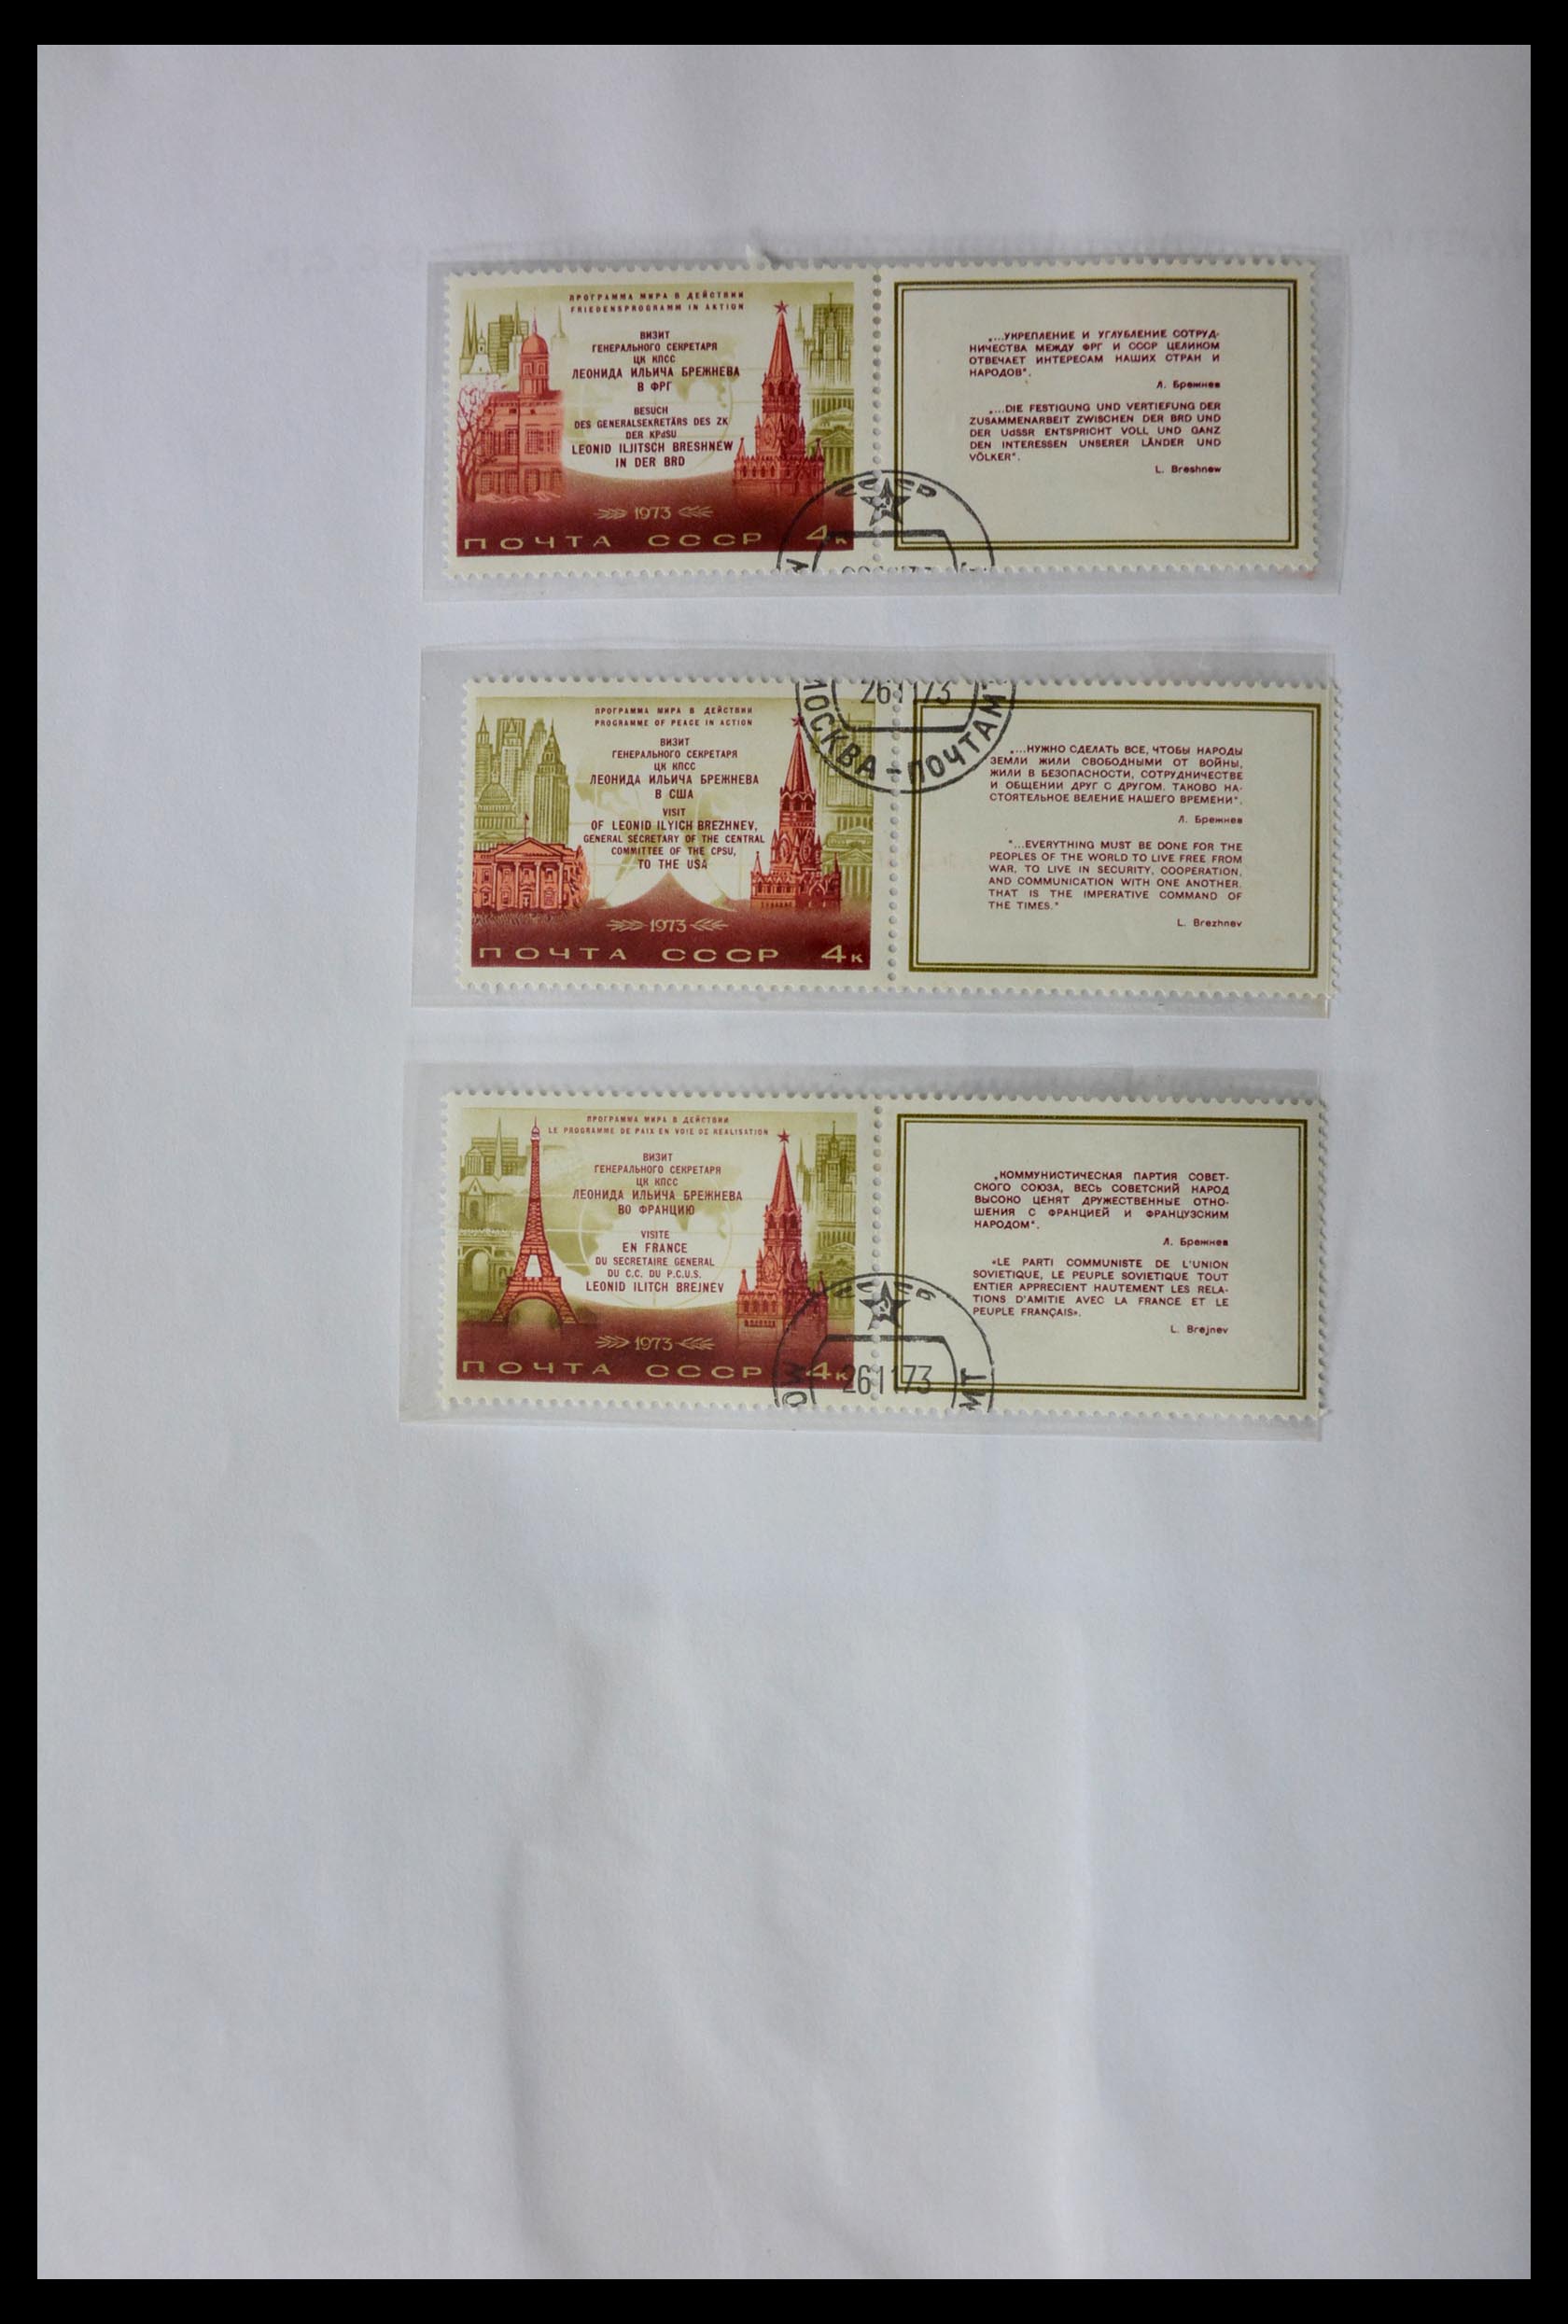 ПРОГРАММА МИРА В ДЕЙСТВИИ
FRIEDENSPROGRAMM IN AKTION
ВИЗИТ
ГЕНЕРАЛЬНОГО СЕКРЕТАРЯ
ЦК КПСС
ЛЕОНИДА ИЛЬИЧА БРЕЖНЕВА
В ФРГ
BESUCH
DES GENERALSEKRETÄRS DES ZK
DER KPdSU
LEONID ILJITSCH BRESHNEW
IN DER BRD
1973
ПОЧТА СССР 4к
„...УКРЕПЛЕНИЕ И УГЛУБЛЕНИЕ СОТРУД-
НИЧЕСТВА МЕЖДУ ФРГ И СССР ЦЕЛИКОМ
ОТВЕЧАЕТ ИНТЕРЕСАМ НАШИХ СТРАН И
НАРОДОВ".
Л. Брежнев
„...DIE FESTIGUNG UND VERTIEFUNG DER
ZUSAMMENARBEIT ZWISCHEN DER BRD UND
DER UdSSR ENTSPRICHT VOLL UND GANZ
DEN INTERESSEN UNSERER LÄNDER UND
VÖLKER".
L. Breshnew
ПРОГРАММА МИРА В ДЕЙСТВИИ
PROGRAMME OF PEACE IN ACTION
ВИЗИТ
ГЕНЕРАЛЬНОГО СЕКРЕТАРЯ
ЦК КПСС
ЛЕОНИДА ИЛЬИЧА БРЕЖНЕВА
В США
VISIT
OF LEONID ILYICH BREZHNEV,
GENERAL SECRETARY OF THE CENTRAL
COMMITTEE OF THE CPSU,
TO THE USA
1973
ПОЧТА СССР 4к
261173
МОСКВА-ПОЧТАМТ
„...НУЖНО СДЕЛАТЬ ВСЕ, ЧТОБЫ НАРОДЫ
ЗЕМЛИ ЖИЛИ СВОБОДНЫМИ ОТ ВОЙНЫ,
ЖИЛИ В БЕЗОПАСНОСТИ, СОТРУДНИЧЕСТВЕ
И ОБЩЕНИИ ДРУГ С ДРУГОМ. ТАКОВО НА-
СТОЯТЕЛЬНОЕ ВЕЛЕНИЕ НАШЕГО ВРЕМЕНИ".
Л. Брежнев
"...EVERYTHING MUST BE DONE FOR THE
PEOPLES OF THE WORLD TO LIVE FREE FROM
WAR, TO LIVE IN SECURITY, COOPERATION,
AND COMMUNICATION WITH ONE ANOTHER.
THAT IS THE IMPERATIVE COMMAND OF
THE TIMES."
L. Brezhnev
ПРОГРАММА МИРА В ДЕЙСТВИИ
LE PROGRAMME DE PAIX EN VOIE DE REALISATION
ВИЗИТ
ГЕНЕРАЛЬНОГО СЕКРЕТАРЯ
ЦК КПСС
ЛЕОНИДА ИЛЬИЧА БРЕЖНЕВА
ВО ФРАНЦИЮ
VISITE
EN FRANCE
DU SECRETAIRE GENERAL
DU C.C. DU P.C.U.S.
LEONID ILITCH BREJNEV
1973
ПОЧТА СССР 4к
261173
„КОММУНИСТИЧЕСКАЯ ПАРТИЯ СОВЕТ-
СКОГО СОЮЗА, ВЕСЬ СОВЕТСКИЙ НАРОД
ВЫСОКО ЦЕНЯТ ДРУЖЕСТВЕННЫЕ ОТНО-
ШЕНИЯ С ФРАНЦИЕЙ И ФРАНЦУЗСКИМ
НАРОДОМ".
Л. Брежнев
«LE PARTI COMMUNISTE DE L'UNION
SOVIETIQUE, LE PEUPLE SOVIETIQUE TOUT
ENTIER APPRECIENT HAUTEMENT LES RELA-
TIONS D'AMITIE AVEC LA FRANCE ET LE
PEUPLE FRANÇAIS».
L. Brejnev